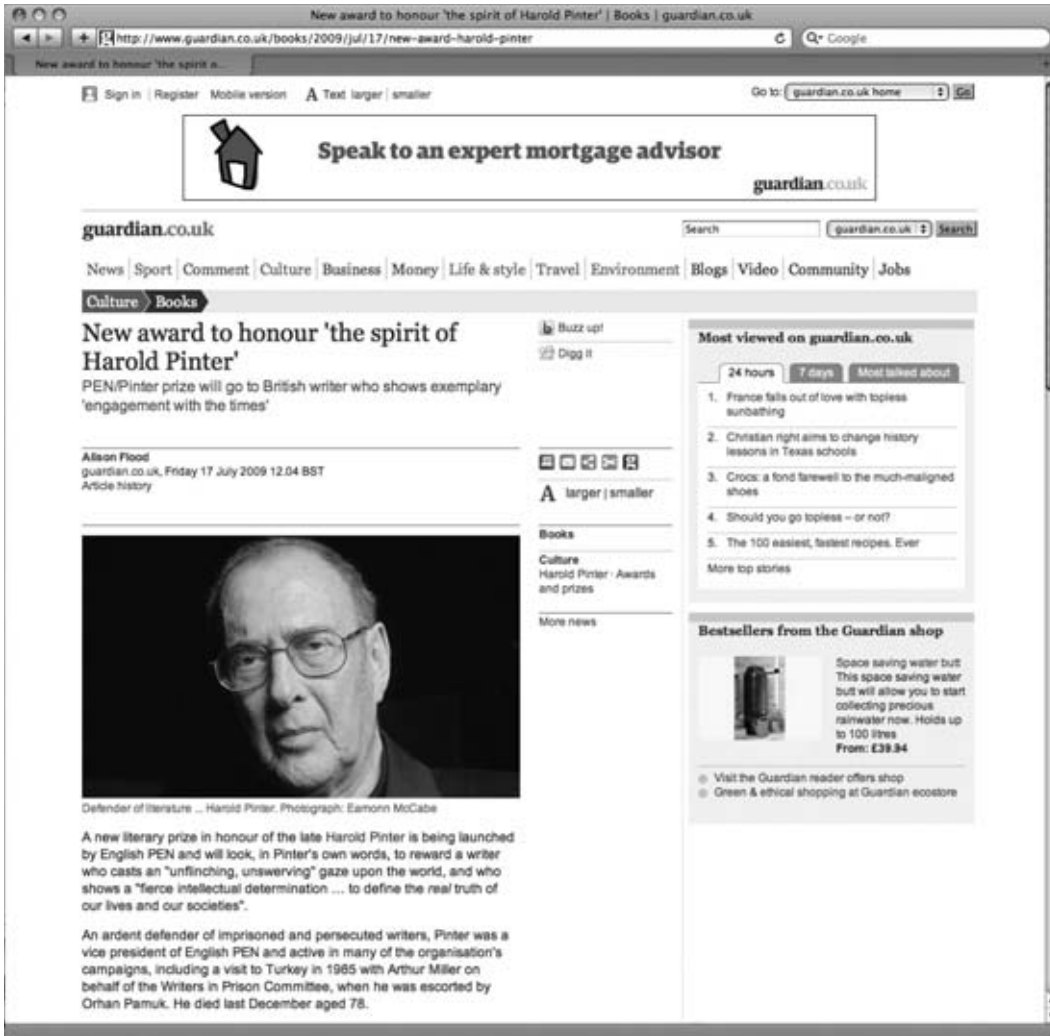 New award to honour 'the spirit of Harold Pinter' | Books | guardian.co.uk
http://www.guardian.co.uk/books/2009/jul/17/new-award-harold-pinter
Google
New award to honour 'the spirit o...
Sign in | Register Mobile version A Text larger | smaller
Go to: guardian.co.uk home Go
Speak to an expert mortgage advisor
guardian.co.uk
guardian.co.uk
Search guardian.co.uk Search
News | Sport | Comment | Culture | Business | Money | Life & style | Travel | Environment | Blogs | Video | Community | Jobs
Culture Books
New award to honour 'the spirit of
Harold Pinter'
PEN/Pinter prize will go to British writer who shows exemplary
'engagement with the times'
Alison Flood
guardian.co.uk, Friday 17 July 2009 12.04 BST
Article history
Defender of literature ... Harold Pinter. Photograph: Eamonn McCabe
A new literary prize in honour of the late Harold Pinter is being launched
by English PEN and will look, in Pinter's own words, to reward a writer
who casts an "unflinching, unswerving" gaze upon the world, and who
shows a "fierce intellectual determination ... to define the real truth of
our lives and our societies".
An ardent defender of imprisoned and persecuted writers, Pinter was a
vice president of English PEN and active in many of the organisation's
campaigns, including a visit to Turkey in 1985 with Arthur Miller on
behalf of the Writers in Prison Committee, when he was escorted by
Orhan Pamuk. He died last December aged 78.
Buzz up!
Digg it
A larger | smaller
Books
Culture
Harold Pinter · Awards
and prizes
More news
Most viewed on guardian.co.uk
24 hours 7 days Most talked about
1. France falls out of love with topless
sunbathing
2. Christian right aims to change history
lessons in Texas schools
3. Crocs: a fond farewell to the much-maligned
shoes
4. Should you go topless – or not?
5. The 100 easiest, fastest recipes. Ever
More top stories
Bestsellers from the Guardian shop
Space saving water butt
This space saving water
butt will allow you to start
collecting precious
rainwater now. Holds up
to 100 litres
From: £39.94
Visit the Guardian reader offers shop
Green & ethical shopping at Guardian ecostore